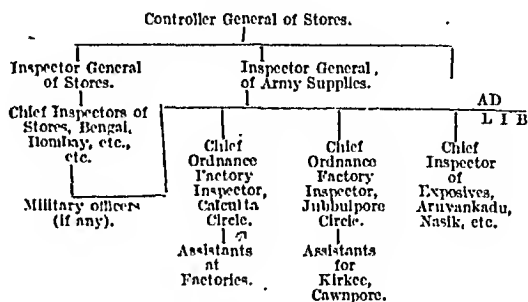 Controller General of Stores.
Inspector General
of Stores.
Inspector General
of Army Supplies.
Chief Inspectors of
Stores, Bengal,
Bombay, etc.,
etc.
AD
L I B
Military officers
(if any).
Chief
Ordnance
Factory
Inspector,
Calcutta
Circle.
Assistants
at
Factories.
Chief
Ordnance
Factory
Inspector,
Jubbulpore
Circle.
Assistants
for
Kirkee,
Cawnpore.
Chief
Inspector
of
Exposives,
Aruvankadu,
Nasik, etc.